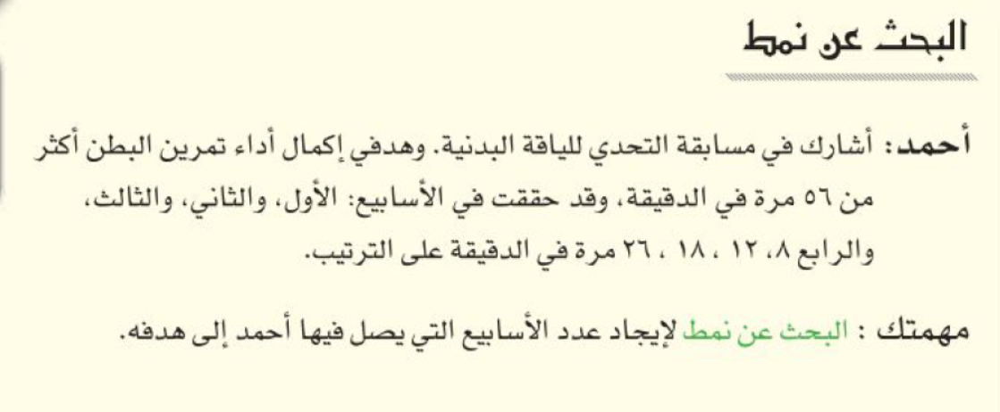 البحث عن نمط
أحمد: أشارك في مسابقة التحدي للياقة البدنية. وهدفي إكمال أداء تمرين البطن أكثر
من ٥٦ مرة في الدقيقة، وقد حققت في الأسابيع: الأول، والثاني، والثالث،
والرابع ٨، ١٢ ، ١٨ ، ٢٦ مرة في الدقيقة على الترتيب.
مهمتك : البحث عن نمط لإيجاد عدد الأسابيع التي يصل فيها أحمد إلى هدفه.